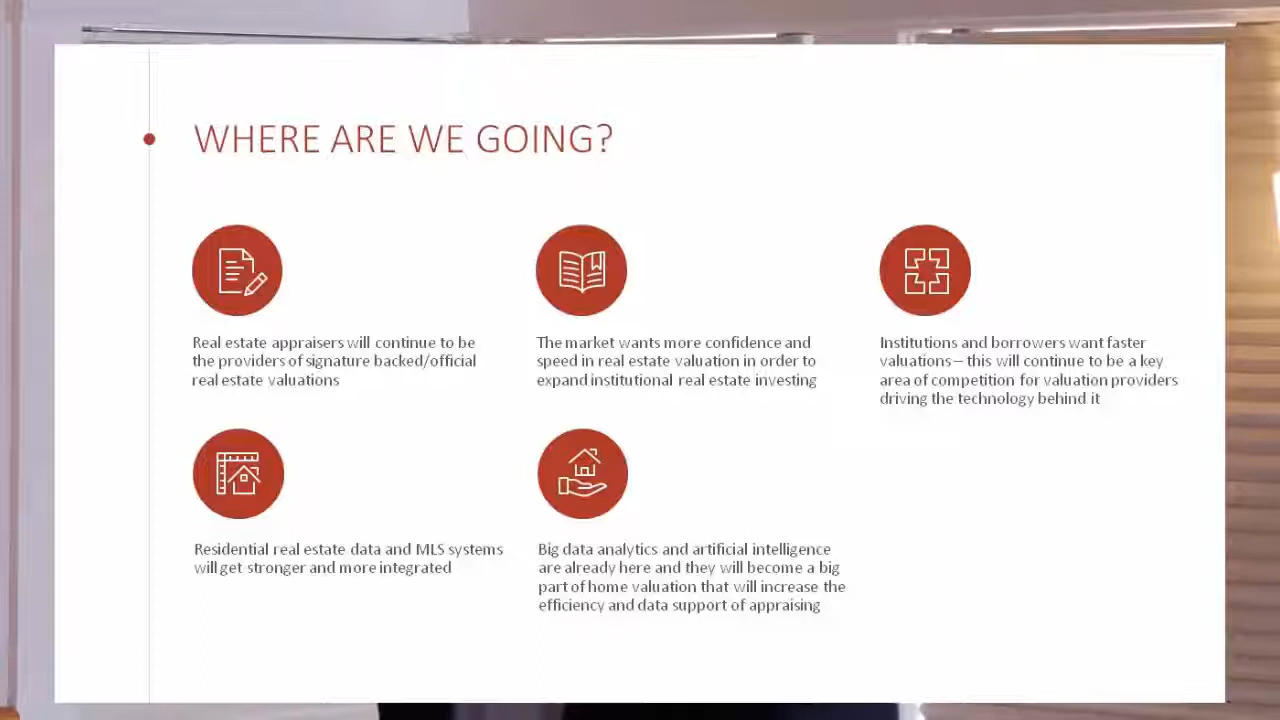 WHERE ARE WE GOING?
Real estate appraisers will continue to be
the providers of signature backed/official
real estate valuations
The market wants more confidence and
speed in real estate valuation in order to
expand institutional real estate investing
Institutions and borrowers want faster
valuations – this will continue to be a key
area of competition for valuation providers
driving the technology behind it
Residential real estate data and MLS systems
will get stronger and more integrated
Big data analytics and artificial intelligence
are already here and they will become a big
part of home valuation that will increase the
efficiency and data support of appraising